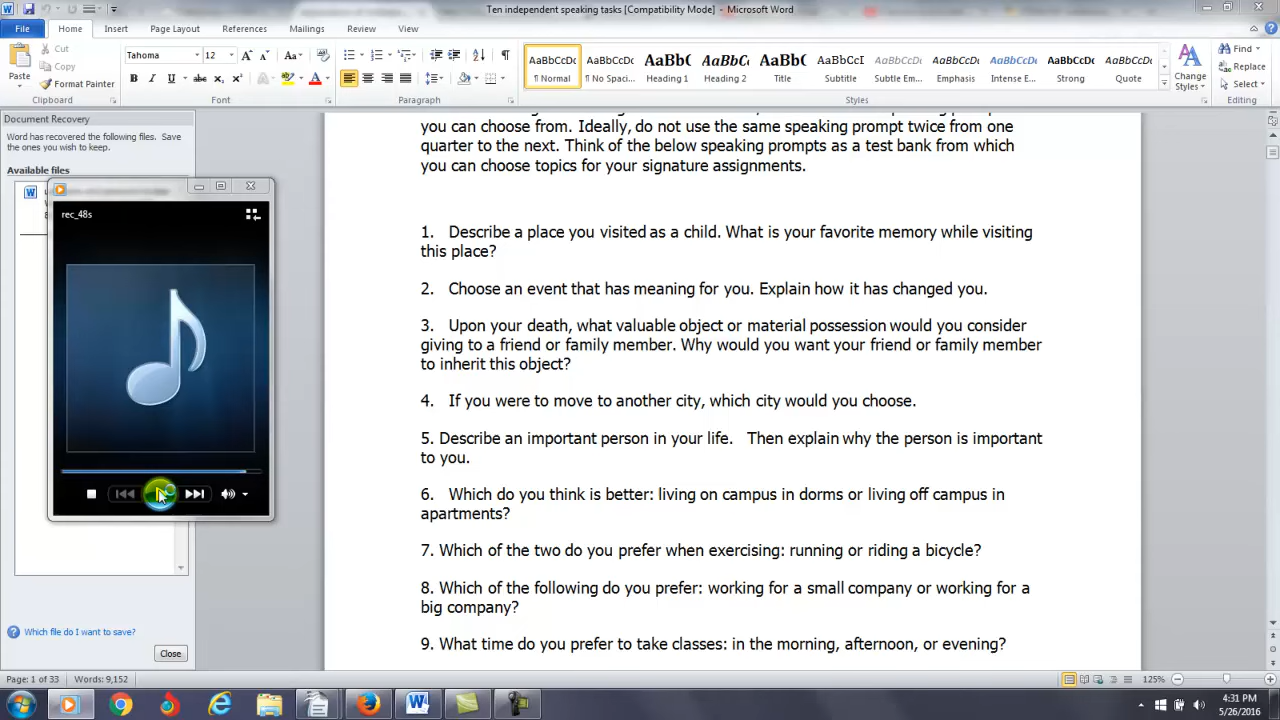 Ten independent speaking tasks [Compatibility Mode] - Microsoft Word
File Home Insert Page Layout References Mailings Review View
Paste
Cut
Copy
Format Painter
Clipboard
Tahoma 12
Font
Paragraph
AaBbCcDc AaBbCcDc AaBbC AaBbCc AaBbC AaBbCcI AaBbCcDc AaBbCcDc AaBbCcDc AaBbCcDc AaBbCcDc
¶ Normal ¶ No Spaci... Heading 1 Heading 2 Title Subtitle Subtle Em... Emphasis Intense E... Strong Quote
Change Styles
Styles
Find
Replace
Select
Editing
Document Recovery
Word has recovered the following files. Save
the ones you wish to keep.
Available files
rec_48s
Which file do I want to save?
Close
you can choose from. Ideally, do not use the same speaking prompt twice from one
quarter to the next. Think of the below speaking prompts as a test bank from which
you can choose topics for your signature assignments.
1. Describe a place you visited as a child. What is your favorite memory while visiting
this place?
2. Choose an event that has meaning for you. Explain how it has changed you.
3. Upon your death, what valuable object or material possession would you consider
giving to a friend or family member. Why would you want your friend or family member
to inherit this object?
4. If you were to move to another city, which city would you choose.
5. Describe an important person in your life. Then explain why the person is important
to you.
6. Which do you think is better: living on campus in dorms or living off campus in
apartments?
7. Which of the two do you prefer when exercising: running or riding a bicycle?
8. Which of the following do you prefer: working for a small company or working for a
big company?
9. What time do you prefer to take classes: in the morning, afternoon, or evening?
Page: 1 of 33 Words: 9,152
125%
4:31 PM
5/26/2016